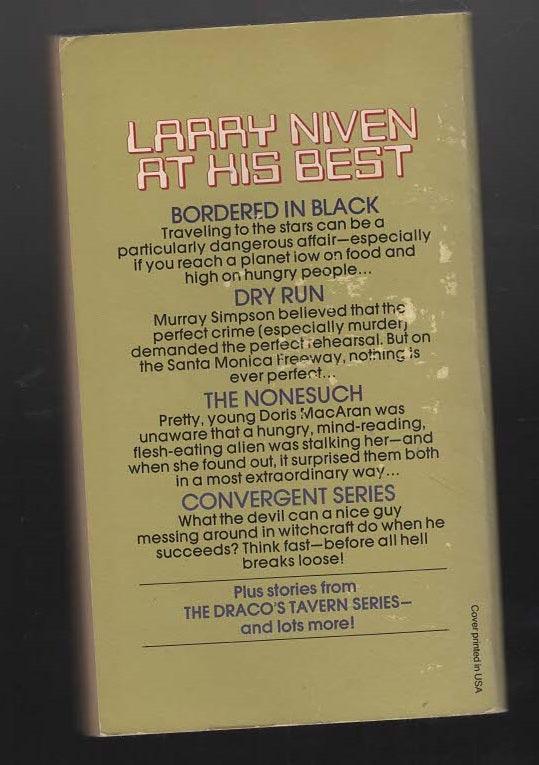 LARRY NIVEN
AT HIS BEST
BORDERED IN BLACK
Traveling to the stars can be a
particularly dangerous affair—especially
if you reach a planet low on food and
high on hungry people...
DRY RUN
Murray Simpson believed that the
perfect crime (especially murder)
demanded the perfect rehearsal. But on
the Santa Monica Freeway, nothing is
ever perfect...
THE NONESUCH
Pretty, young Doris MacAran was
unaware that a hungry, mind-reading,
flesh-eating alien was stalking her—and
when she found out, it surprised them both
in a most extraordinary way...
CONVERGENT SERIES
What the devil can a nice guy
messing around in witchcraft do when he
succeeds? Think fast—before all hell
breaks loose!
Plus stories from
THE DRACO'S TAVERN SERIES—
and lots more!
Cover printed in USA